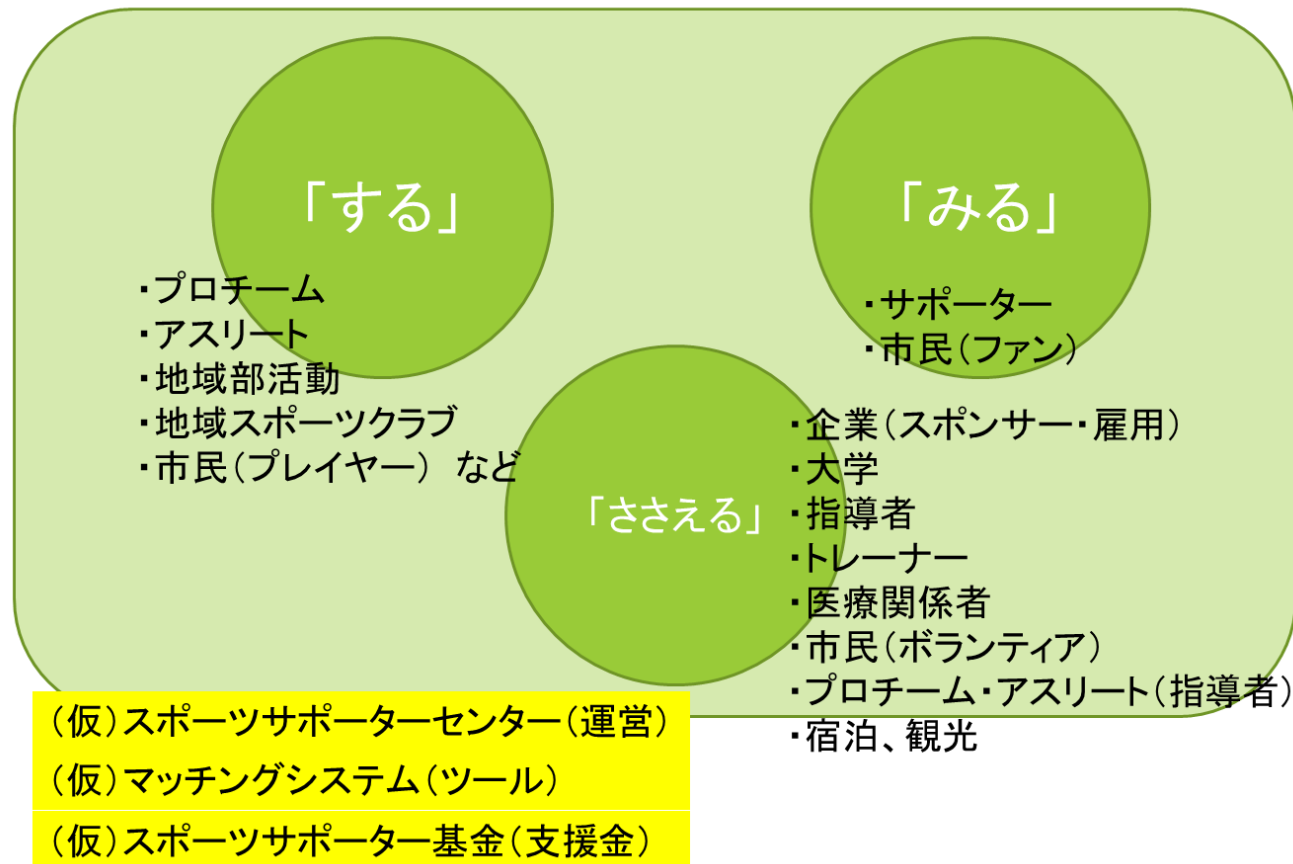 「する」
・プロチーム
・アスリート
・地域部活動
・地域スポーツクラブ
・市民(プレイヤー) など
「みる」
・サポーター
・市民(ファン)
「ささえる」
・企業(スポンサー・雇用)
・大学
・指導者
・トレーナー
・医療関係者
・市民(ボランティア)
・プロチーム・アスリート(指導者)
・宿泊、観光
(仮)スポーツサポーターセンター(運営)
(仮)マッチングシステム(ツール)
(仮)スポーツサポーター基金(支援金)